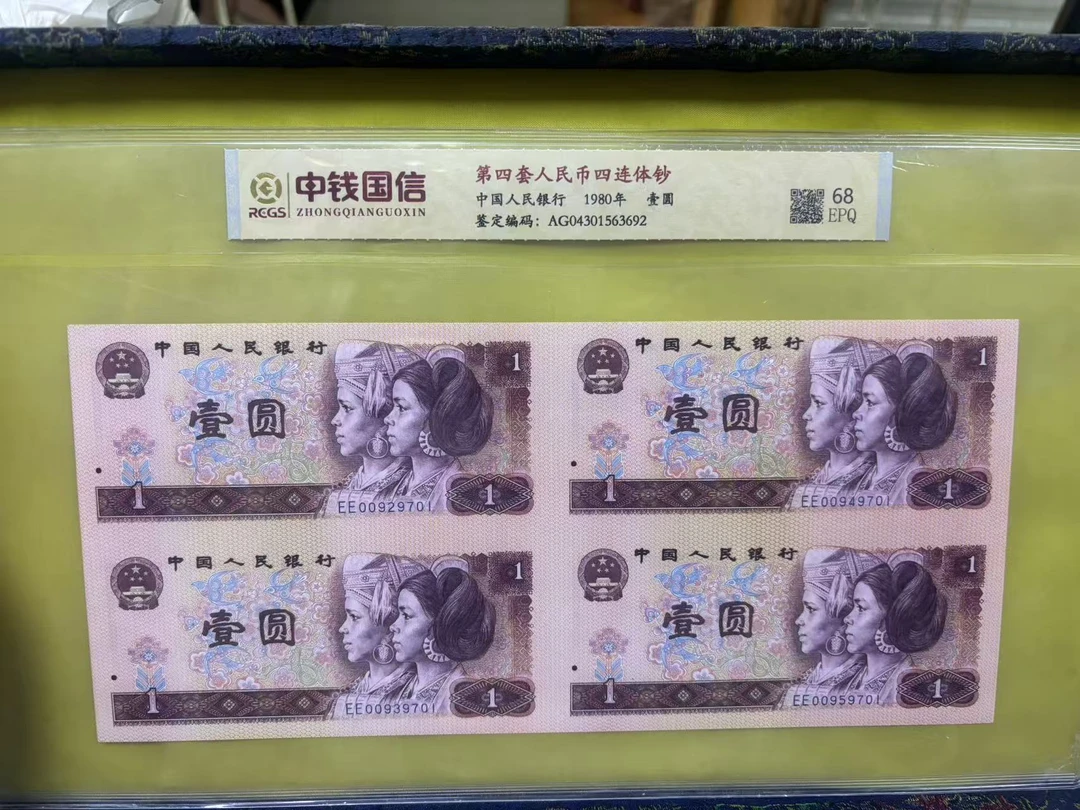 中钱国信
RCGS ZHONGQIANGUOXIN
第四套人民币四连体钞
中国人民银行 1980年 壹圆
鉴定编码: AG04301563692
68
EPQ
中国人民银行
1
壹圆
1
EE00929701
1
中国人民银行
1
壹圆
1
EE00949701
1
中国人民银行
1
壹圆
1
EE00939701
1
中国人民银行
1
壹圆
1
EE00959701
1